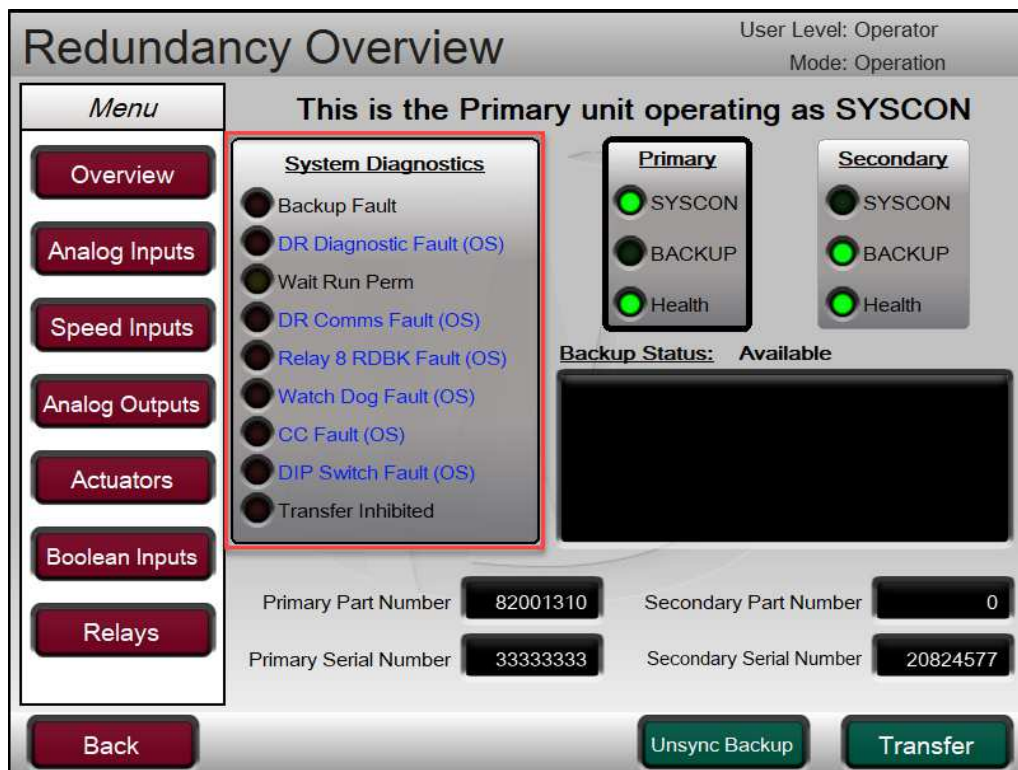 Redundancy Overview
User Level: Operator
Mode: Operation
Menu
Overview
Analog Inputs
Speed Inputs
Analog Outputs
Actuators
Boolean Inputs
Relays
This is the Primary unit operating as SYSCON
System Diagnostics
Backup Fault
DR Diagnostic Fault (OS)
Wait Run Perm
DR Comms Fault (OS)
Relay 8 RDBK Fault (OS)
Watch Dog Fault (OS)
CC Fault (OS)
DIP Switch Fault (OS)
Transfer Inhibited
Primary
SYSCON
BACKUP
Health
Secondary
SYSCON
BACKUP
Health
Backup Status: Available
Primary Part Number 82001310
Secondary Part Number 0
Primary Serial Number 33333333
Secondary Serial Number 20824577
Back
Unsync Backup
Transfer